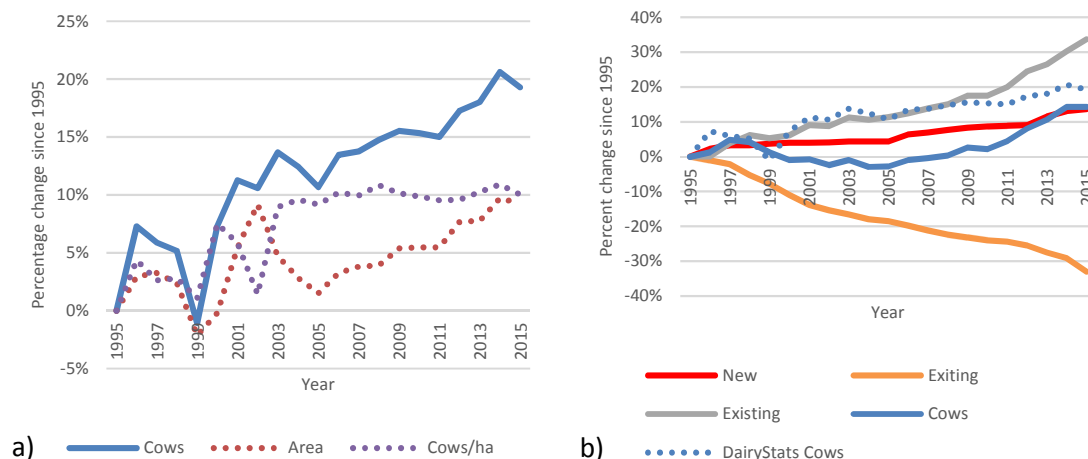 25%
20%
15%
10%
5%
0%
-5%
Percentage change since 1995
1995
1997
1999
2001
2003
2005
2007
2009
2011
2013
2015
Year
a)
Cows
Area
Cows/ha
40%
30%
20%
10%
0%
-10%
-20%
-30%
-40%
Percent change since 1995
1995
1997
1999
2001
2003
2005
2007
2009
2011
2013
2015
Year
New
Exiting
Existing
Cows
b)
DairyStats Cows